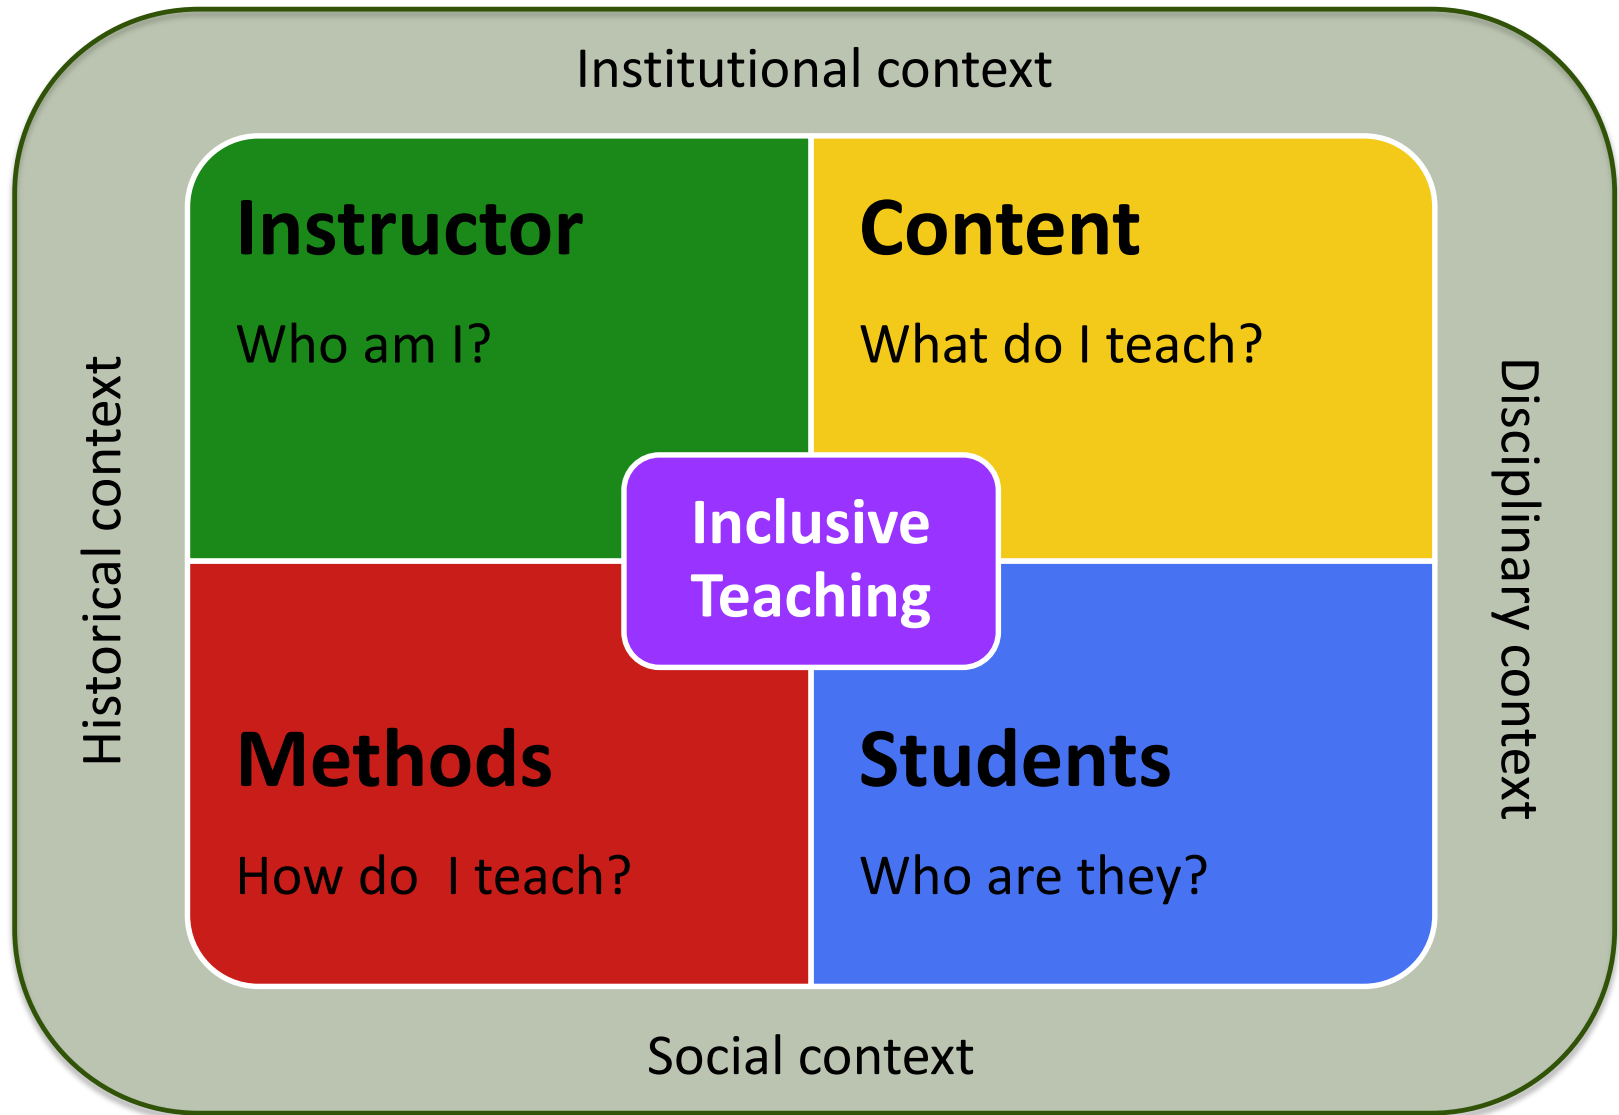 Institutional context
Instructor
Who am I?
Content
What do I teach?
Historical context
Inclusive
Teaching
Disciplinary context
Methods
How do  I teach?
Students
Who are they?
Social context